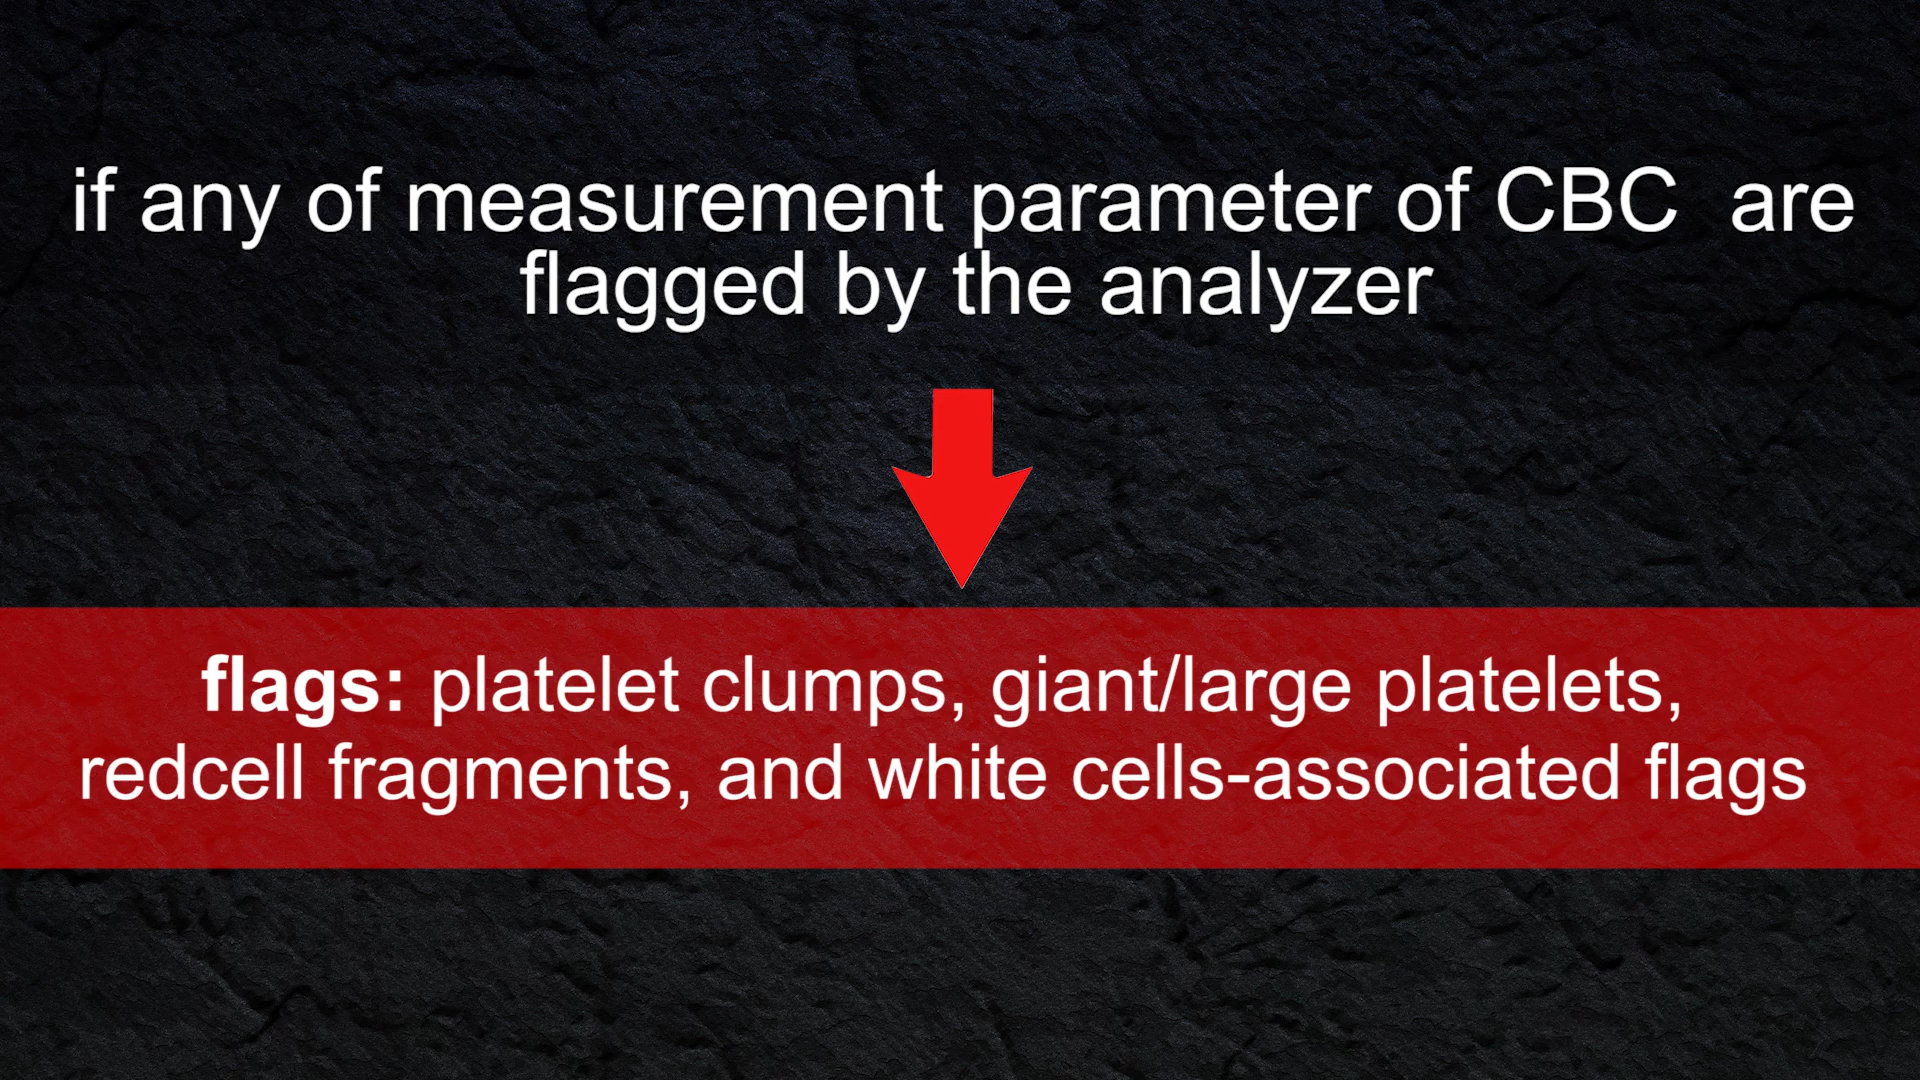 if any of measurement parameter of CBC  are
flagged by the analyzer
flags: platelet clumps, giant/large platelets,
redcell fragments, and white cells-associated flags